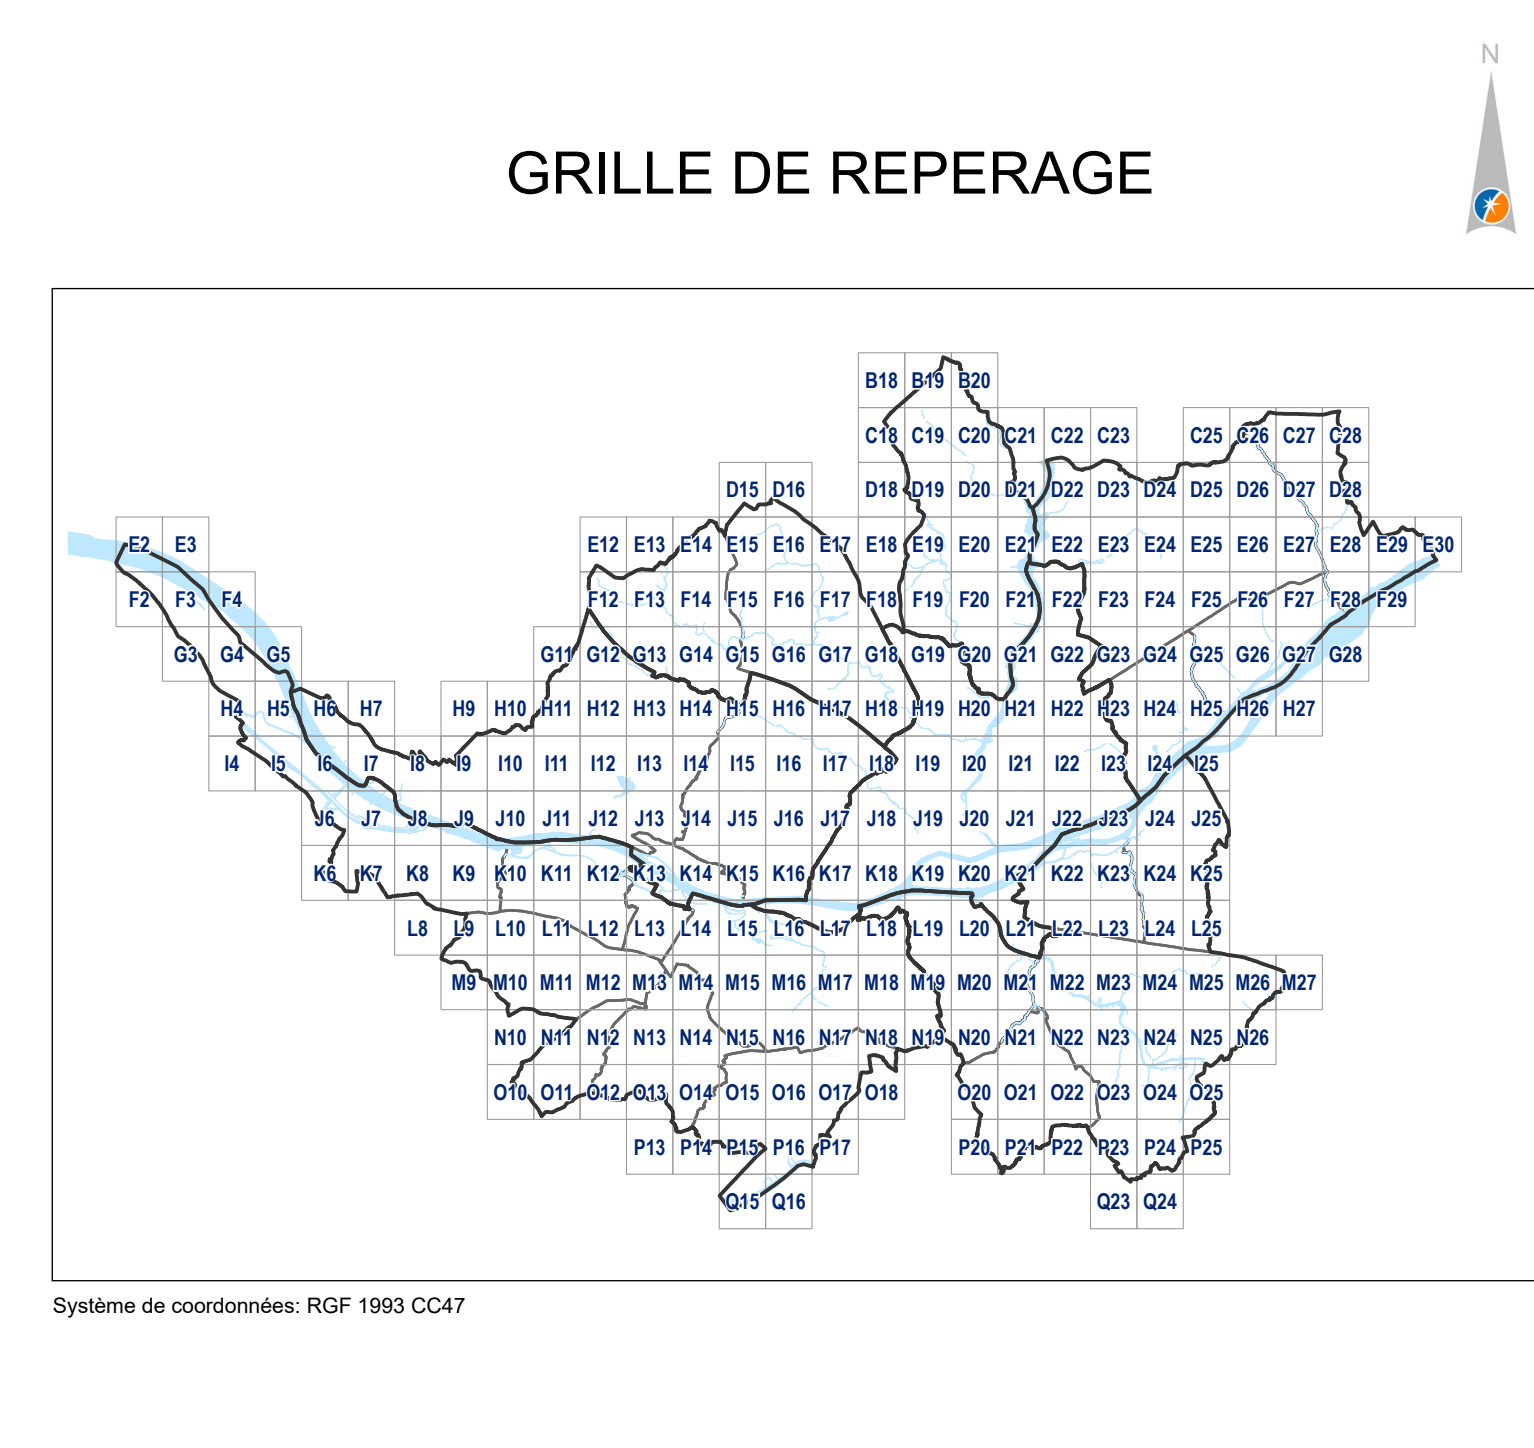 N
GRILLE DE REPERAGE
B18 B19 B20
C18 C19 C20 C21 C22 C23 C25 C26 C27 C28
D15 D16 D18 D19 D20 D21 D22 D23 D24 D25 D26 D27 D28
E2 E3 E12 E13 E14 E15 E16 E17 E18 E19 E20 E21 E22 E23 E24 E25 E26 E27 E28 E29 E30
F2 F3 F4 F12 F13 F14 F15 F16 F17 F18 F19 F20 F21 F22 F23 F24 F25 F26 F27 F28 F29
G3 G4 G5 G11 G12 G13 G14 G15 G16 G17 G18 G19 G20 G21 G22 G23 G24 G25 G26 G27 G28
H4 H5 H6 H7 H9 H10 H11 H12 H13 H14 H15 H16 H17 H18 H19 H20 H21 H22 H23 H24 H25 H26 H27
I4 I5 I6 I7 I8 I9 I10 I11 I12 I13 I14 I15 I16 I17 I18 I19 I20 I21 I22 I23 I24 I25
J6 J7 J8 J9 J10 J11 J12 J13 J14 J15 J16 J17 J18 J19 J20 J21 J22 J23 J24 J25
K6 K7 K8 K9 K10 K11 K12 K13 K14 K15 K16 K17 K18 K19 K20 K21 K22 K23 K24 K25
L8 L9 L10 L11 L12 L13 L14 L15 L16 L17 L18 L19 L20 L21 L22 L23 L24 L25
M9 M10 M11 M12 M13 M14 M15 M16 M17 M18 M19 M20 M21 M22 M23 M24 M25 M26 M27
N10 N11 N12 N13 N14 N15 N16 N17 N18 N19 N20 N21 N22 N23 N24 N25 N26
O10 O11 O12 O13 O14 O15 O16 O17 O18 O20 O21 O22 O23 O24 O25
P13 P14 P15 P16 P17 P20 P21 P22 P23 P24 P25
Q15 Q16 Q23 Q24
Système de coordonnées: RGF 1993 CC47